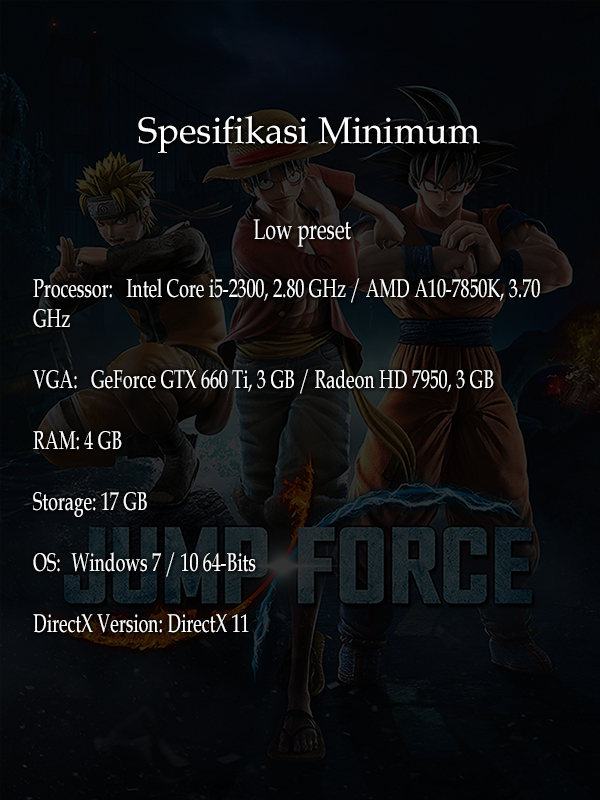 Spesifikasi Minimum
Low preset
Processor: Intel Core i5-2300, 2.80 GHz / AMD A10-7850K, 3.70
GHz
VGA: GeForce GTX 660 Ti, 3 GB / Radeon HD 7950, 3 GB
RAM: 4 GB
Storage: 17 GB
OS: Windows 7 / 10 64-Bits
JUMP FORCE
DirectX Version: DirectX 11